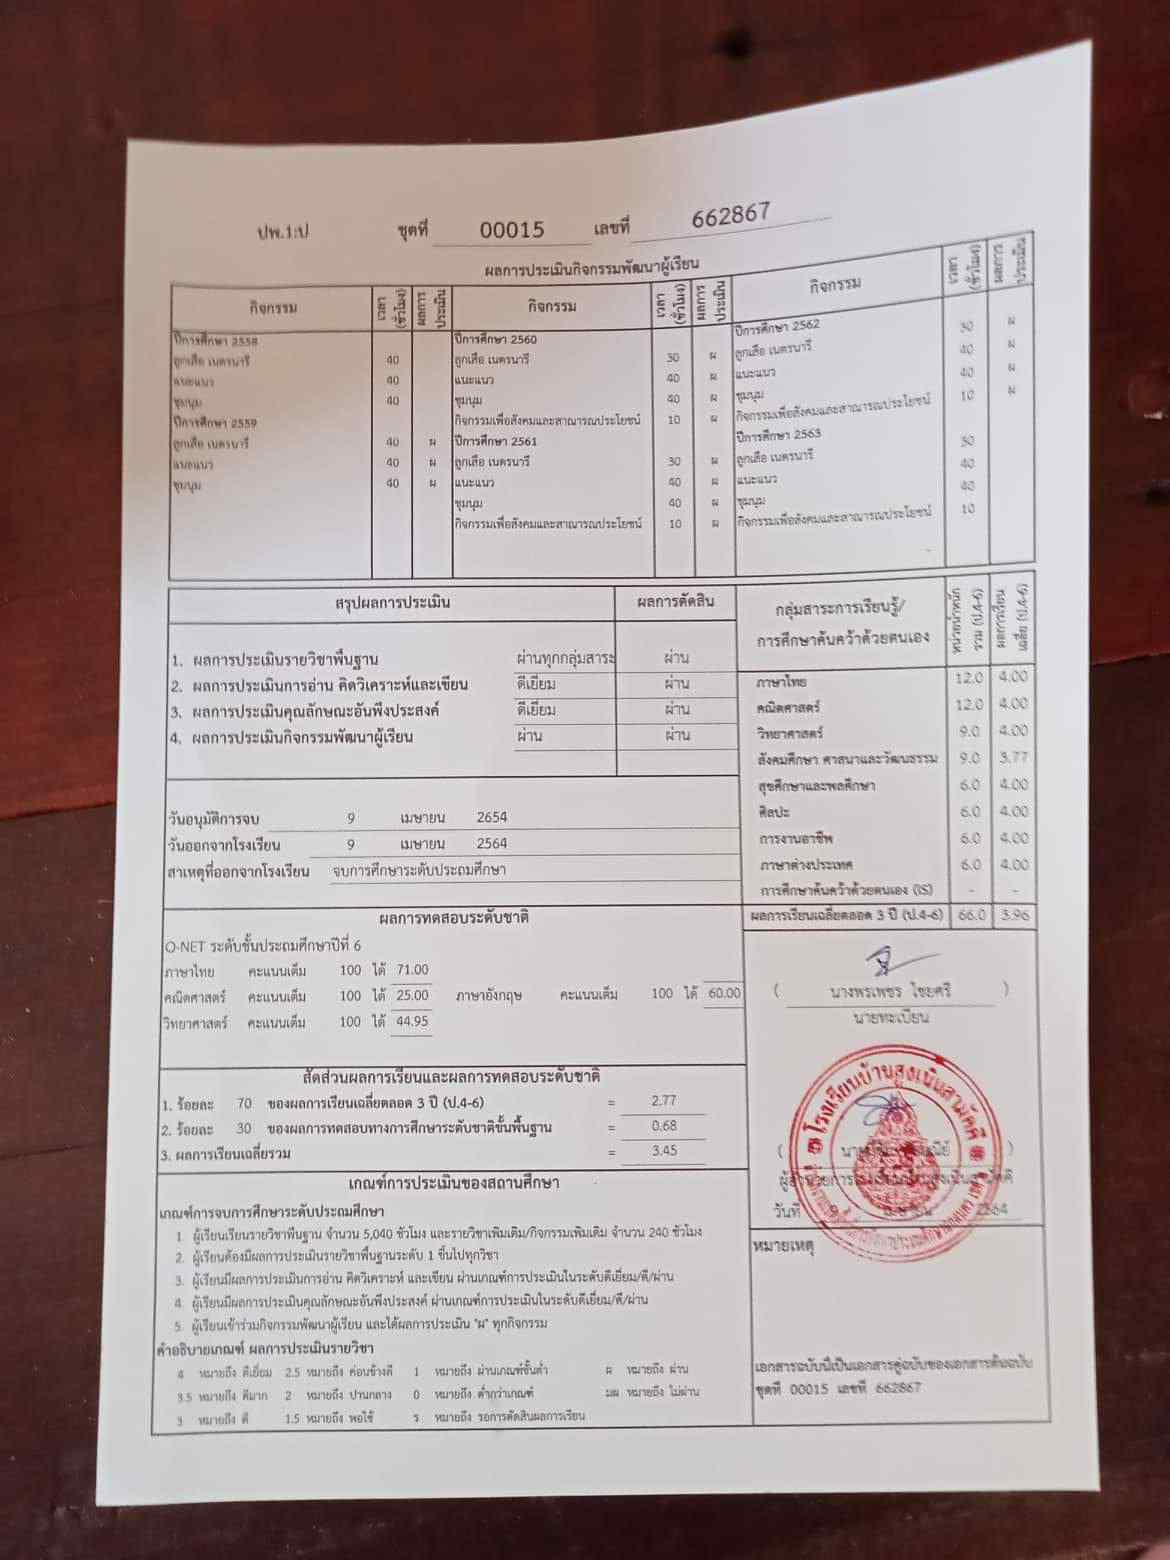 ปพ.1:ป ชุดที่ 00015 เลขที่ 662867
ผลการประเมินกิจกรรมพัฒนาผู้เรียน
กิจกรรม เวลา (ชั่วโมง) ผลการประเมิน
ปีการศึกษา 2558
ลูกเสือ เนตรนารี 40
แนะแนว 40
ชุมนุม 40
ปีการศึกษา 2559
ลูกเสือ เนตรนารี 40 ผ
แนะแนว 40 ผ
ชุมนุม 40 ผ
กิจกรรม เวลา (ชั่วโมง) ผลการประเมิน
ปีการศึกษา 2560
ลูกเสือ เนตรนารี 30 ผ
แนะแนว 40 ผ
ชุมนุม 40 ผ
กิจกรรมเพื่อสังคมและสาณารณประโยชน์ 10 ผ
ปีการศึกษา 2561
ลูกเสือ เนตรนารี 30 ผ
แนะแนว 40 ผ
ชุมนุม 40 ผ
กิจกรรมเพื่อสังคมและสาณารณประโยชน์ 10 ผ
กิจกรรม เวลา (ชั่วโมง) ผลการประเมิน
ปีการศึกษา 2562
ลูกเสือ เนตรนารี 30 ผ
แนะแนว 40 ผ
ชุมนุม 40 ผ
กิจกรรมเพื่อสังคมและสาณารณประโยชน์ 10 ผ
ปีการศึกษา 2563
ลูกเสือ เนตรนารี 30
แนะแนว 40
ชุมนุม 40
กิจกรรมเพื่อสังคมและสาณารณประโยชน์ 10
สรุปผลการประเมิน ผลการตัดสิน
1. ผลการประเมินรายวิชาพื้นฐาน ผ่านทุกกลุ่มสาระ ผ่าน
2. ผลการประเมินการอ่าน คิดวิเคราะห์และเขียน ดีเยี่ยม ผ่าน
3. ผลการประเมินคุณลักษณะอันพึงประสงค์ ดีเยี่ยม ผ่าน
4. ผลการประเมินกิจกรรมพัฒนาผู้เรียน ผ่าน ผ่าน
วันอนุมัติการจบ 9 เมษายน 2654
วันออกจากโรงเรียน 9 เมษายน 2564
สาเหตุที่ออกจากโรงเรียน จบการศึกษาระดับประถมศึกษา
กลุ่มสาระการเรียนรู้/
การศึกษาค้นคว้าด้วยตนเอง
หน่วยน้ำหนัก รวม (ป.4-6)
ผลการเรียน เฉลี่ย (ป.4-6)
ภาษาไทย 12.0 4.00
คณิตศาสตร์ 12.0 4.00
วิทยาศาสตร์ 9.0 4.00
สังคมศึกษา ศาสนาและวัฒนธรรม 9.0 3.77
สุขศึกษาและพลศึกษา 6.0 4.00
ศิลปะ 6.0 4.00
การงานอาชีพ 6.0 4.00
ภาษาต่างประเทศ 6.0 4.00
การศึกษาค้นคว้าด้วยตนเอง (IS) - -
ผลการเรียนเฉลี่ยตลอด 3 ปี (ป.4-6) 66.0 3.96
ผลการทดสอบระดับชาติ
O-NET ระดับชั้นประถมศึกษาปีที่ 6
ภาษาไทย คะแนนเต็ม 100 ได้ 71.00
คณิตศาสตร์ คะแนนเต็ม 100 ได้ 25.00 ภาษาอังกฤษ คะแนนเต็ม 100 ได้ 60.00
วิทยาศาสตร์ คะแนนเต็ม 100 ได้ 44.95
สัดส่วนผลการเรียนและผลการทดสอบระดับชาติ
1. ร้อยละ 70 ของผลการเรียนเฉลี่ยตลอด 3 ปี (ป.4-6) = 2.77
2. ร้อยละ 30 ของผลการทดสอบทางการศึกษาระดับชาติขั้นพื้นฐาน = 0.68
3. ผลการเรียนเฉลี่ยรวม = 3.45
(นางพรเพชร ไชยศรี)
นายทะเบียน
โรงเรียนบ้านสูงเนินสามัคคี
วันที่ 9 2564
เกณฑ์การประเมินของสถานศึกษา
เกณฑ์การจบการศึกษาระดับประถมศึกษา
1. ผู้เรียนเรียนรายวิชาพื้นฐาน จำนวน 5,040 ชั่วโมง และรายวิชาเพิ่มเติม/กิจกรรมเพิ่มเติม จำนวน 240 ชั่วโมง
2. ผู้เรียนต้องมีผลการประเมินรายวิชาพื้นฐานระดับ 1 ขึ้นไปทุกวิชา
3. ผู้เรียนมีผลการประเมินการอ่าน คิดวิเคราะห์ และเขียน ผ่านเกณฑ์การประเมินในระดับดีเยี่ยม/ดี/ผ่าน
4. ผู้เรียนมีผลการประเมินคุณลักษณะอันพึงประสงค์ ผ่านเกณฑ์การประเมินในระดับดีเยี่ยม/ดี/ผ่าน
5. ผู้เรียนเข้าร่วมกิจกรรมพัฒนาผู้เรียน และได้ผลการประเมิน "ผ" ทุกกิจกรรม
คำอธิบายเกณฑ์ ผลการประเมินรายวิชา
4 หมายถึง ดีเยี่ยม 2.5 หมายถึง ค่อนข้างดี 1 หมายถึง ผ่านเกณฑ์ขั้นต่ำ ผ หมายถึง ผ่าน
3.5 หมายถึง ดีมาก 2 หมายถึง ปานกลาง 0 หมายถึง ต่ำกว่าเกณฑ์ มผ หมายถึง ไม่ผ่าน
3 หมายถึง ดี 1.5 หมายถึง พอใช้ ร หมายถึง รอการตัดสินผลการเรียน
หมายเหตุ
เอกสารฉบับนี้เป็นเอกสารคู่ฉบับของเอกสารต้นฉบับ
ชุดที่ 00015 เลขที่ 662867